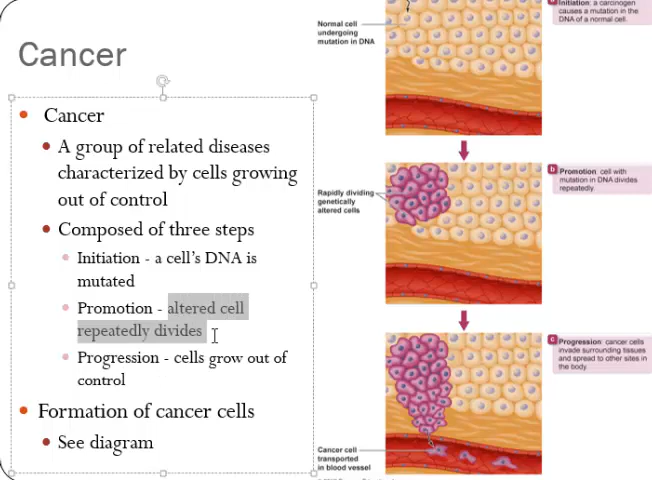 Cancer
Cancer
A group of related diseases
characterized by cells growing
out of control
Composed of three steps
Initiation - a cell's DNA is
mutated
Promotion - altered cell
repeatedly divides
Progression - cells grow out of
control
Formation of cancer cells
See diagram
Normal cell
undergoing
mutation in DNA
Initiation: a carcinogen
causes a mutation in the
DNA of a normal cell.
Rapidly dividing
genetically
altered cells
b Promotion: cell with
mutation in DNA divides
repeatedly.
c Progression: cancer cells
invade surrounding tissues
and spread to other sites in
the body.
Cancer cell
transported
in blood vessel